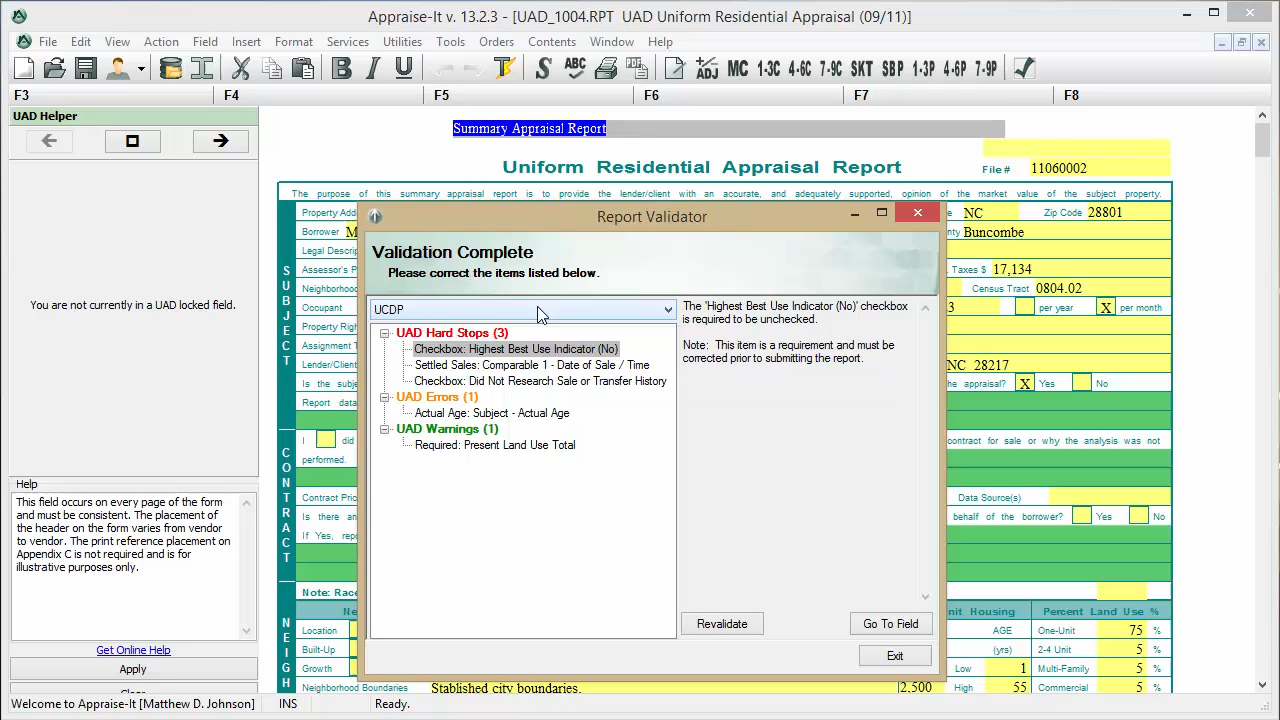 Appraise-It v. 13.2.3 - [UAD_1004.RPT  UAD Uniform Residential Appraisal (09/11)]
File Edit View Action Field Insert Format Services Utilities Tools Orders Contents Window Help
B I U S ABC PDF ADJ MC 1-3C 4-6C 7-9C SKT SBP 1-3P 4-6P 7-9P
F3 F4 F5 F6 F7 F8
UAD Helper
You are not currently in a UAD locked field.
Help
This field occurs on every page of the form
and must be consistent. The placement of
the header on the form varies from vendor
to vendor. The print reference placement on
Appendix C is not required and is for
illustrative purposes only.
Get Online Help
Apply
Summary Appraisal Report
Uniform Residential Appraisal Report File # 11060002
The purpose of this summary appraisal report is to provide the lender/client with an accurate, and adequately supported, opinion of the market value of the subject property.
SUBJECT
Property Add NC Zip Code 28801
Borrower M Buncombe
Legal Descrip
Assessor's P Taxes $ 17,134
Neighborhood Census Tract 0804.02
Occupant 3 per year X per month
Property Righ
Assignment T
Lender/Client NC 28217
Is the subje he appraisal? X Yes No
Report data
CONTRACT
I did contract for sale or why the analysis was not
performed.
Contract Pric Data Source(s)
Is there an behalf of the borrower? Yes No
If Yes, repo
Note: Race
NEIGH
Ne nit Housing Percent Land Use %
Location AGE One-Unit 75 %
Built-Up (yrs) 2-4 Unit 5 %
Growth Low 1 Multi-Family 5 %
Neighborhood Boundaries Stablished city boundaries. 2,500 High 55 Commercial 5 %
Report Validator
Validation Complete
Please correct the items listed below.
UCDP
UAD Hard Stops (3)
Checkbox: Highest Best Use Indicator (No)
Settled Sales: Comparable 1 - Date of Sale / Time
Checkbox: Did Not Research Sale or Transfer History
UAD Errors (1)
Actual Age: Subject - Actual Age
UAD Warnings (1)
Required: Present Land Use Total
The 'Highest Best Use Indicator (No)' checkbox
is required to be unchecked.
Note:  This item is a requirement and must be
corrected prior to submitting the report.
Revalidate Go To Field
Exit
Welcome to Appraise-It [Matthew D. Johnson] INS Ready.